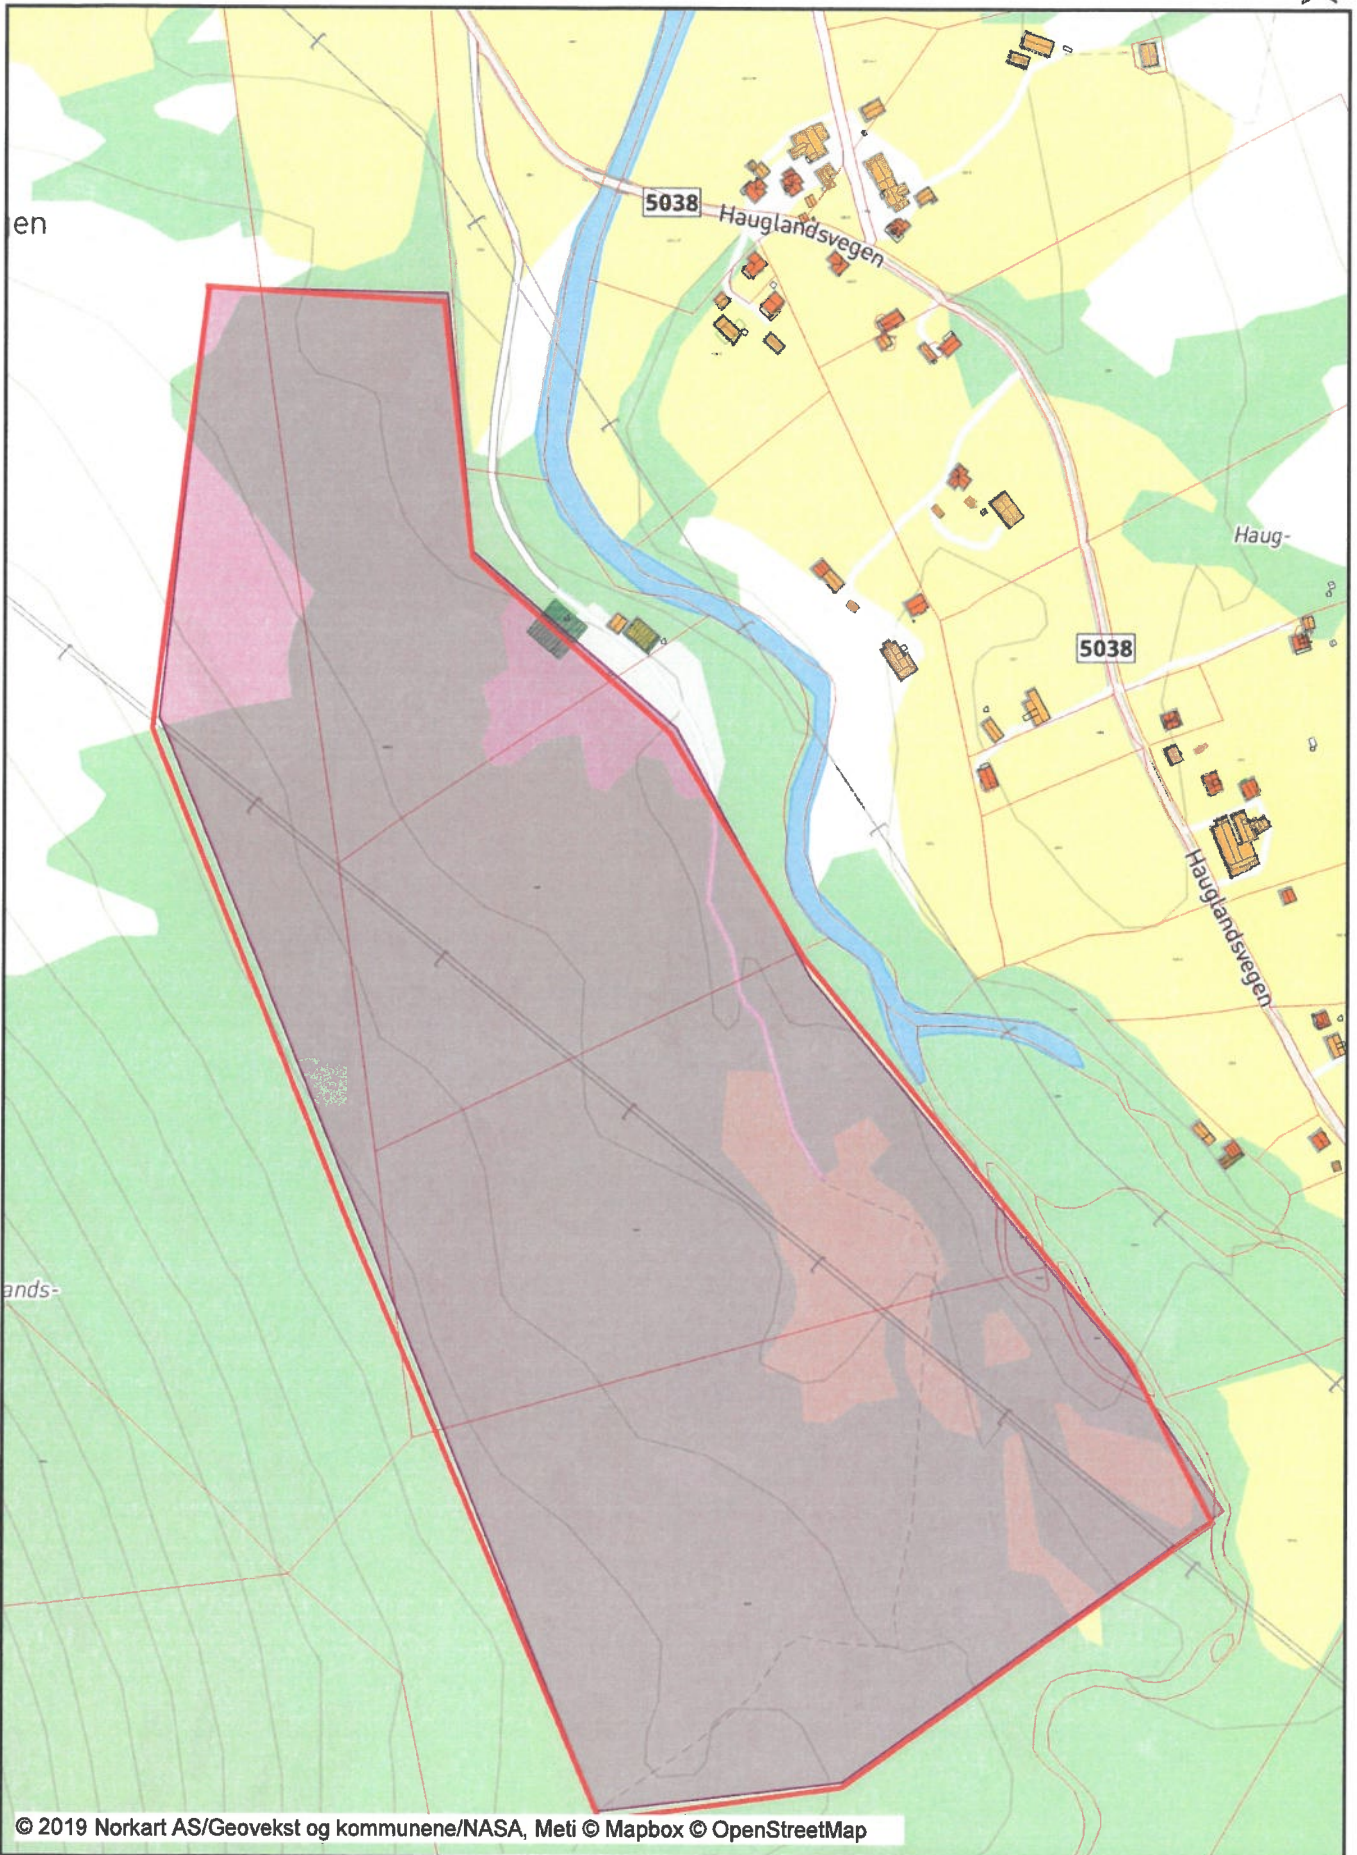 5038
Hauglandsvegen
en
Haug-
5038
Hauglandsvegen
ands-
© 2019 Norkart AS/Geovekst og kommunene/NASA, Meti © Mapbox © OpenStreetMap